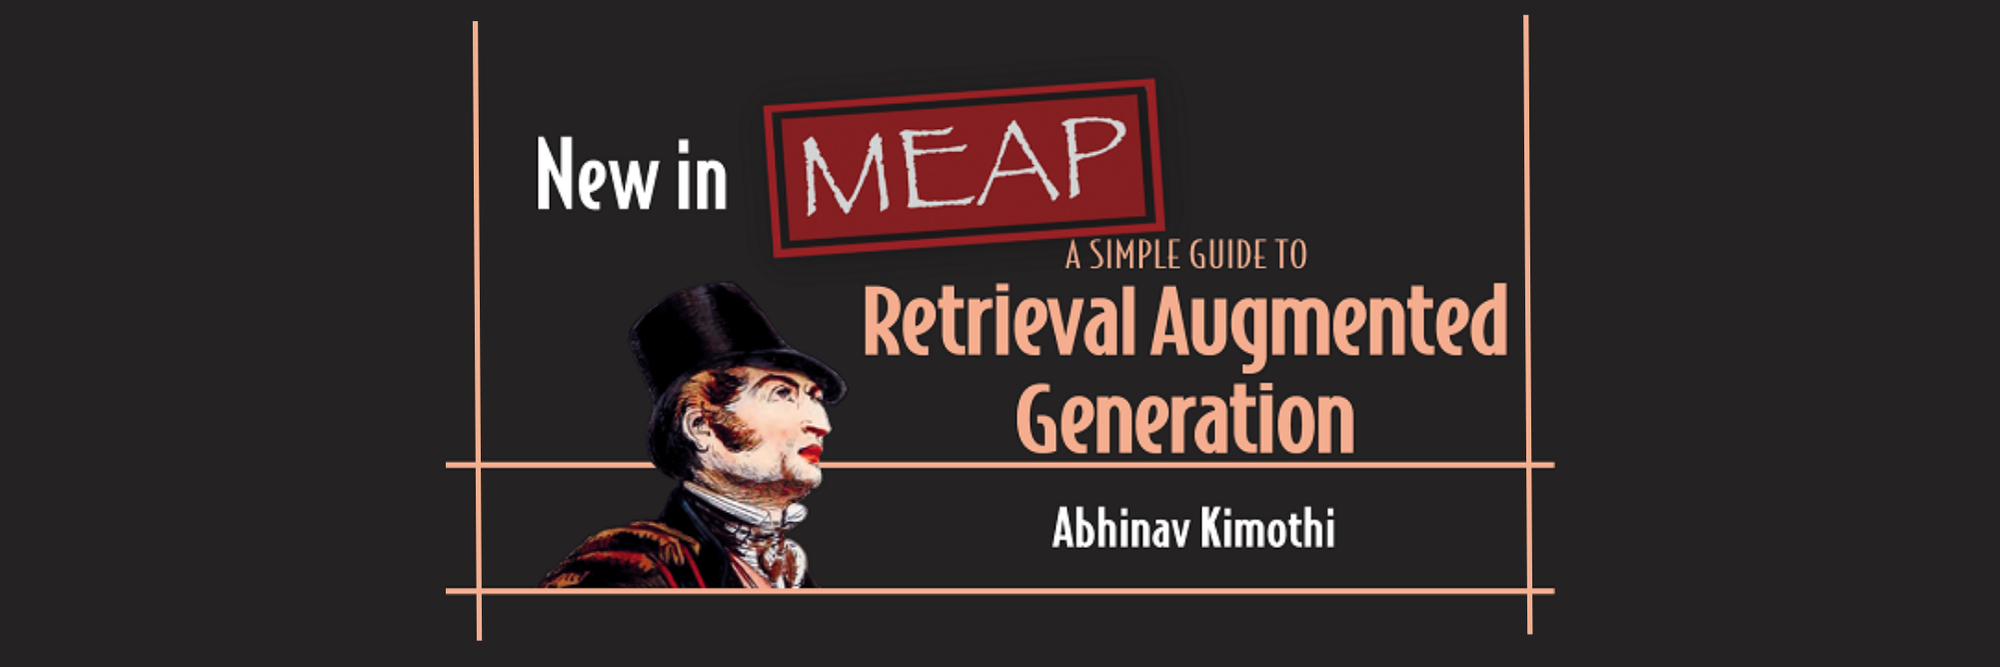 New in MEAP
A SIMPLE GUIDE TO
Retrieval Augmented
Generation
Abhinav Kimothi